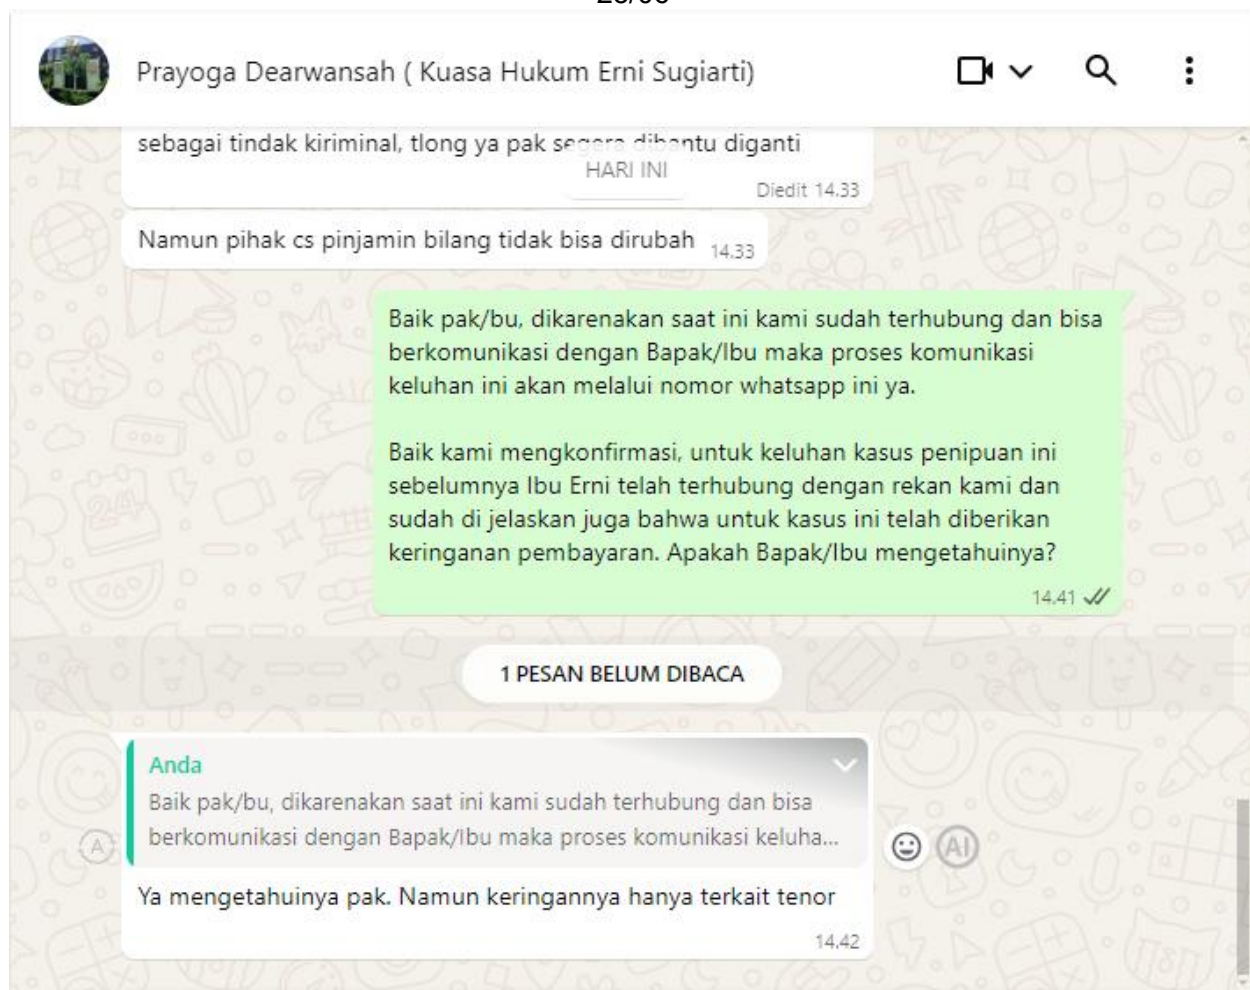 Prayoga Dearwansah ( Kuasa Hukum Erni Sugiarti)
sebagai tindak kiriminal, tlong ya pak segera dibantu diganti
HARI INI
Diedit 14.33
Namun pihak cs pinjamin bilang tidak bisa dirubah 14.33
Baik pak/bu, dikarenakan saat ini kami sudah terhubung dan bisa
berkomunikasi dengan Bapak/Ibu maka proses komunikasi
keluhan ini akan melalui nomor whatsapp ini ya.
Baik kami mengkonfirmasi, untuk keluhan kasus penipuan ini
sebelumnya Ibu Erni telah terhubung dengan rekan kami dan
sudah di jelaskan juga bahwa untuk kasus ini telah diberikan
keringanan pembayaran. Apakah Bapak/Ibu mengetahuinya?
14.41
1 PESAN BELUM DIBACA
Anda
Baik pak/bu, dikarenakan saat ini kami sudah terhubung dan bisa
berkomunikasi dengan Bapak/Ibu maka proses komunikasi keluha...
A
AI
Ya mengetahuinya pak. Namun keringannya hanya terkait tenor
14.42